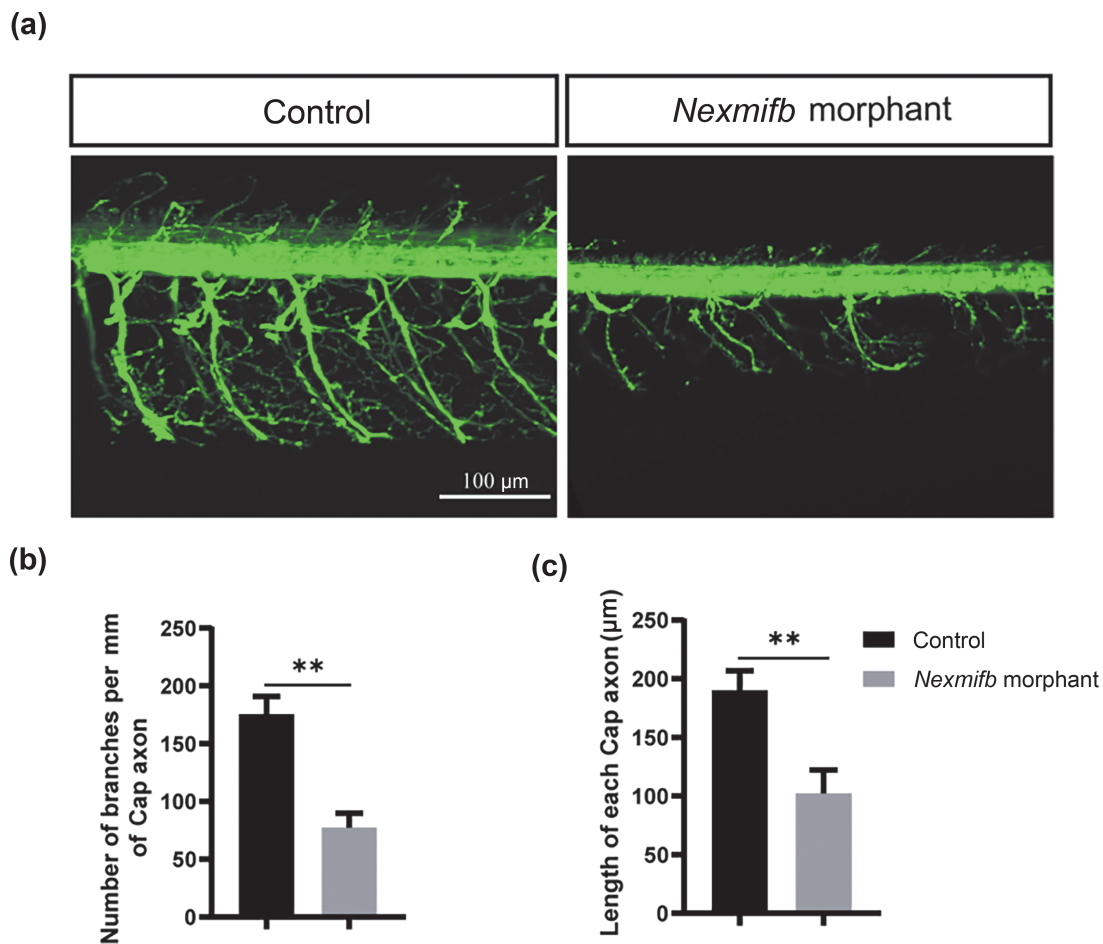 (a)
Control
Nexmifb morphant
100 μm
(b)
Number of branches per mm
of Cap axon
250
200
150
100
50
0
**
(c)
Length of each Cap axon (μm)
250
200
150
100
50
0
**
Control
Nexmifb morphant